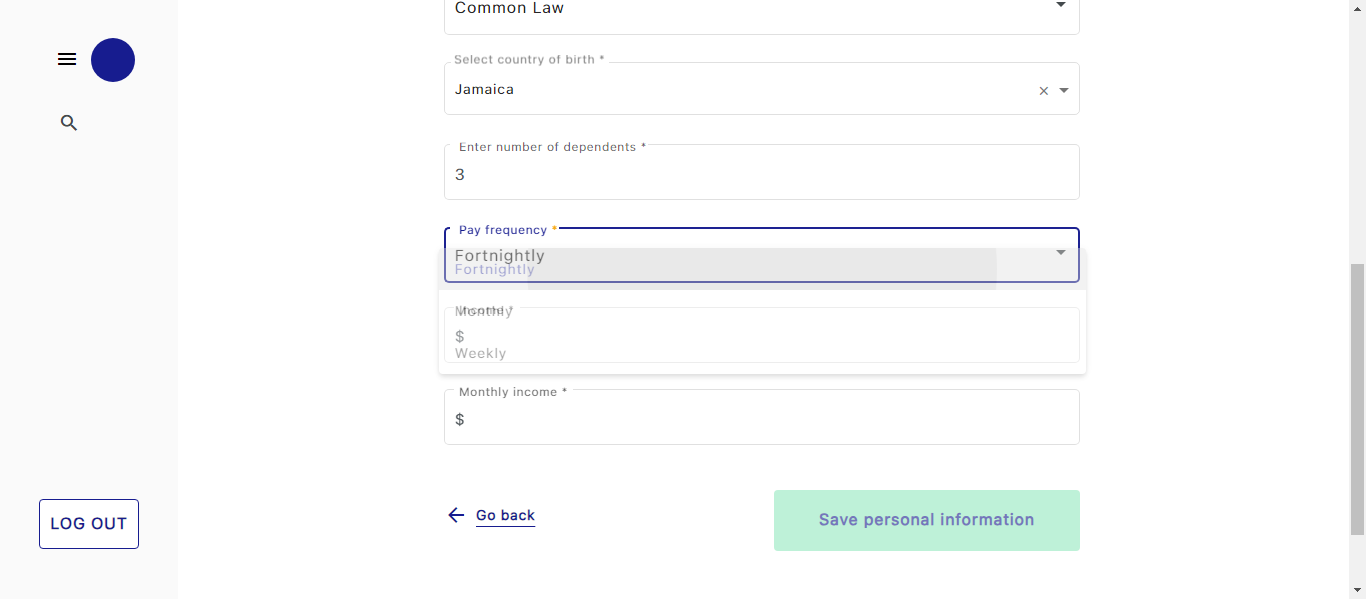 Common Law
Select country of birth *
Jamaica
Enter number of dependents *
3
Pay frequency *
Fortnightly
Fortnightly
Income *
Monthly
$
Weekly
Monthly income *
$
LOG OUT
Go back
Save personal information